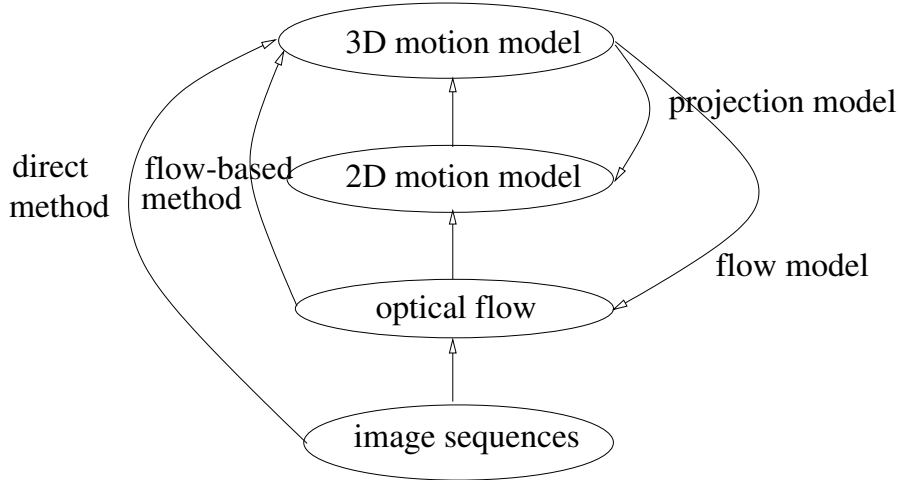 3D motion model
projection model
direct
method
flow-based
method
2D motion model
flow model
optical flow
image sequences